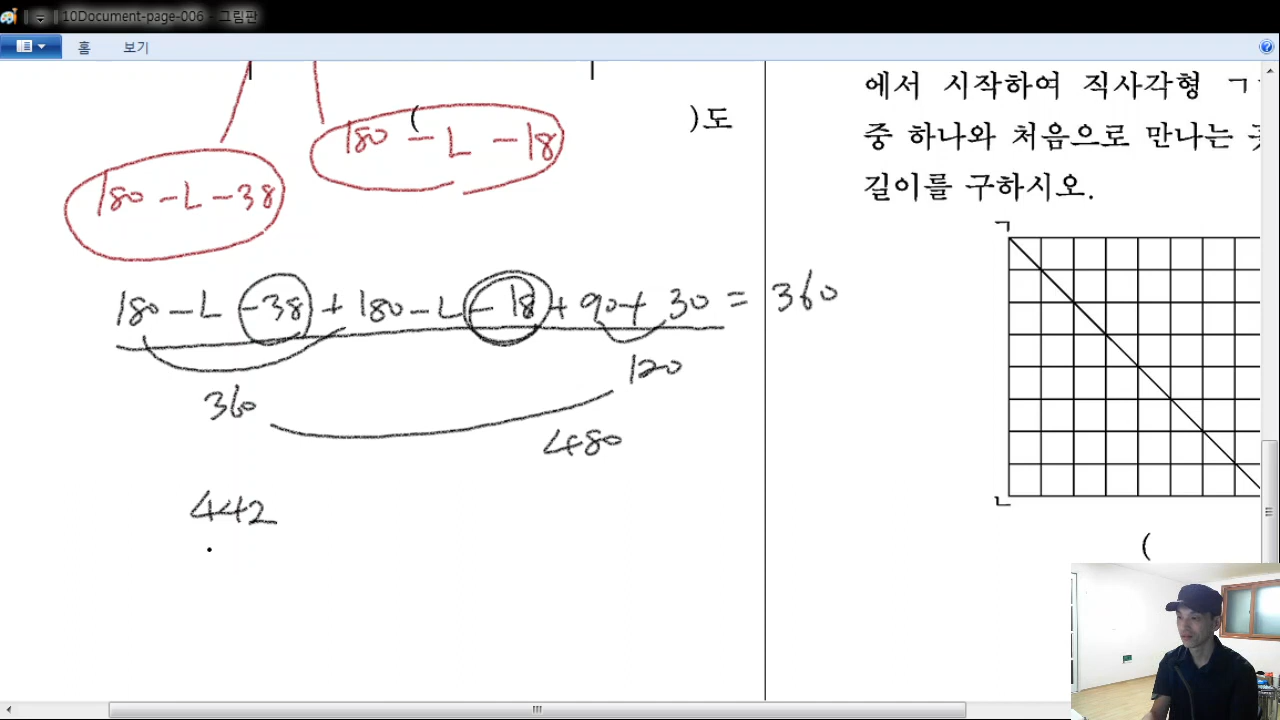 10Document-page-006 - 그림판
홈 보기
( )도
180 - L - 18
180 - L - 38
180 - L - 38 + 180 - L - 18 + 90 + 30 = 360
120
360
480
442
에서 시작하여 직사각형 ㄱ
중 하나와 처음으로 만나는
길이를 구하시오.
ㄱ
ㄴ
(